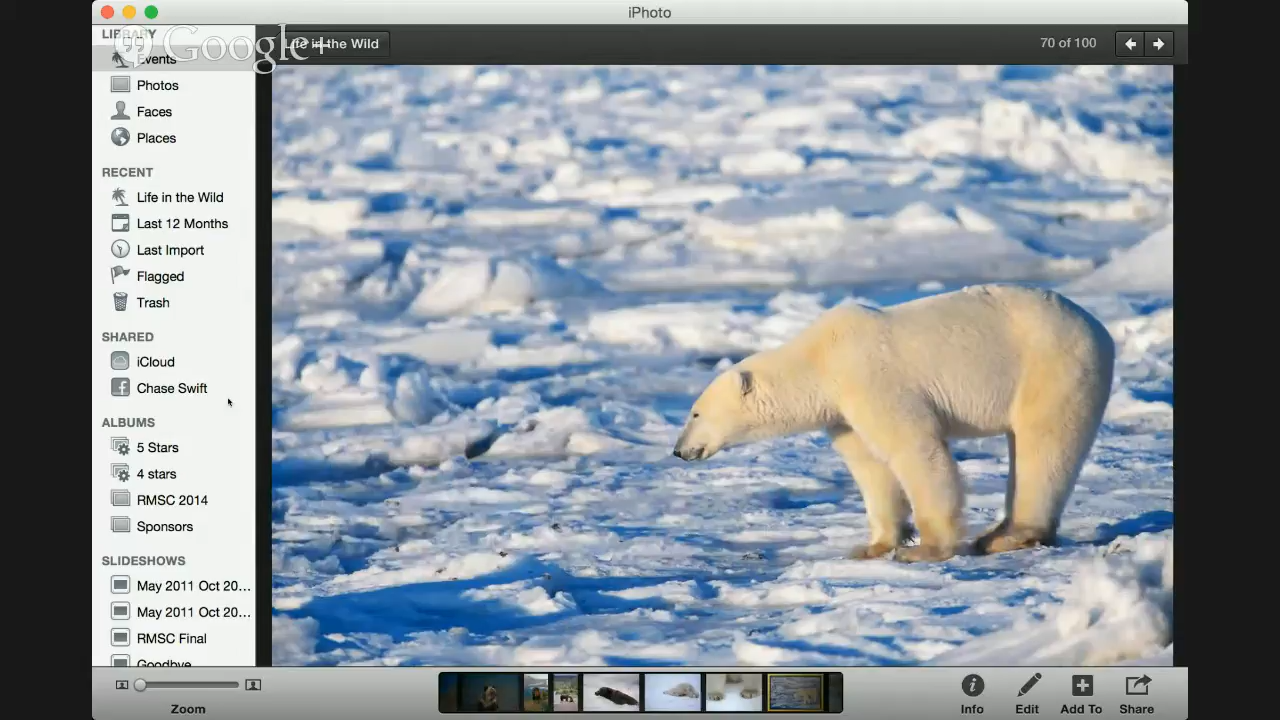 iPhoto
Google+
Life in the Wild
70 of 100
LIBRARY
Events
Photos
Faces
Places
RECENT
Life in the Wild
Last 12 Months
Last Import
Flagged
Trash
SHARED
iCloud
Chase Swift
ALBUMS
5 Stars
4 stars
RMSC 2014
Sponsors
SLIDESHOWS
May 2011 Oct 20...
May 2011 Oct 20...
RMSC Final
Goodbye
Zoom
Info
Edit
Add To
Share